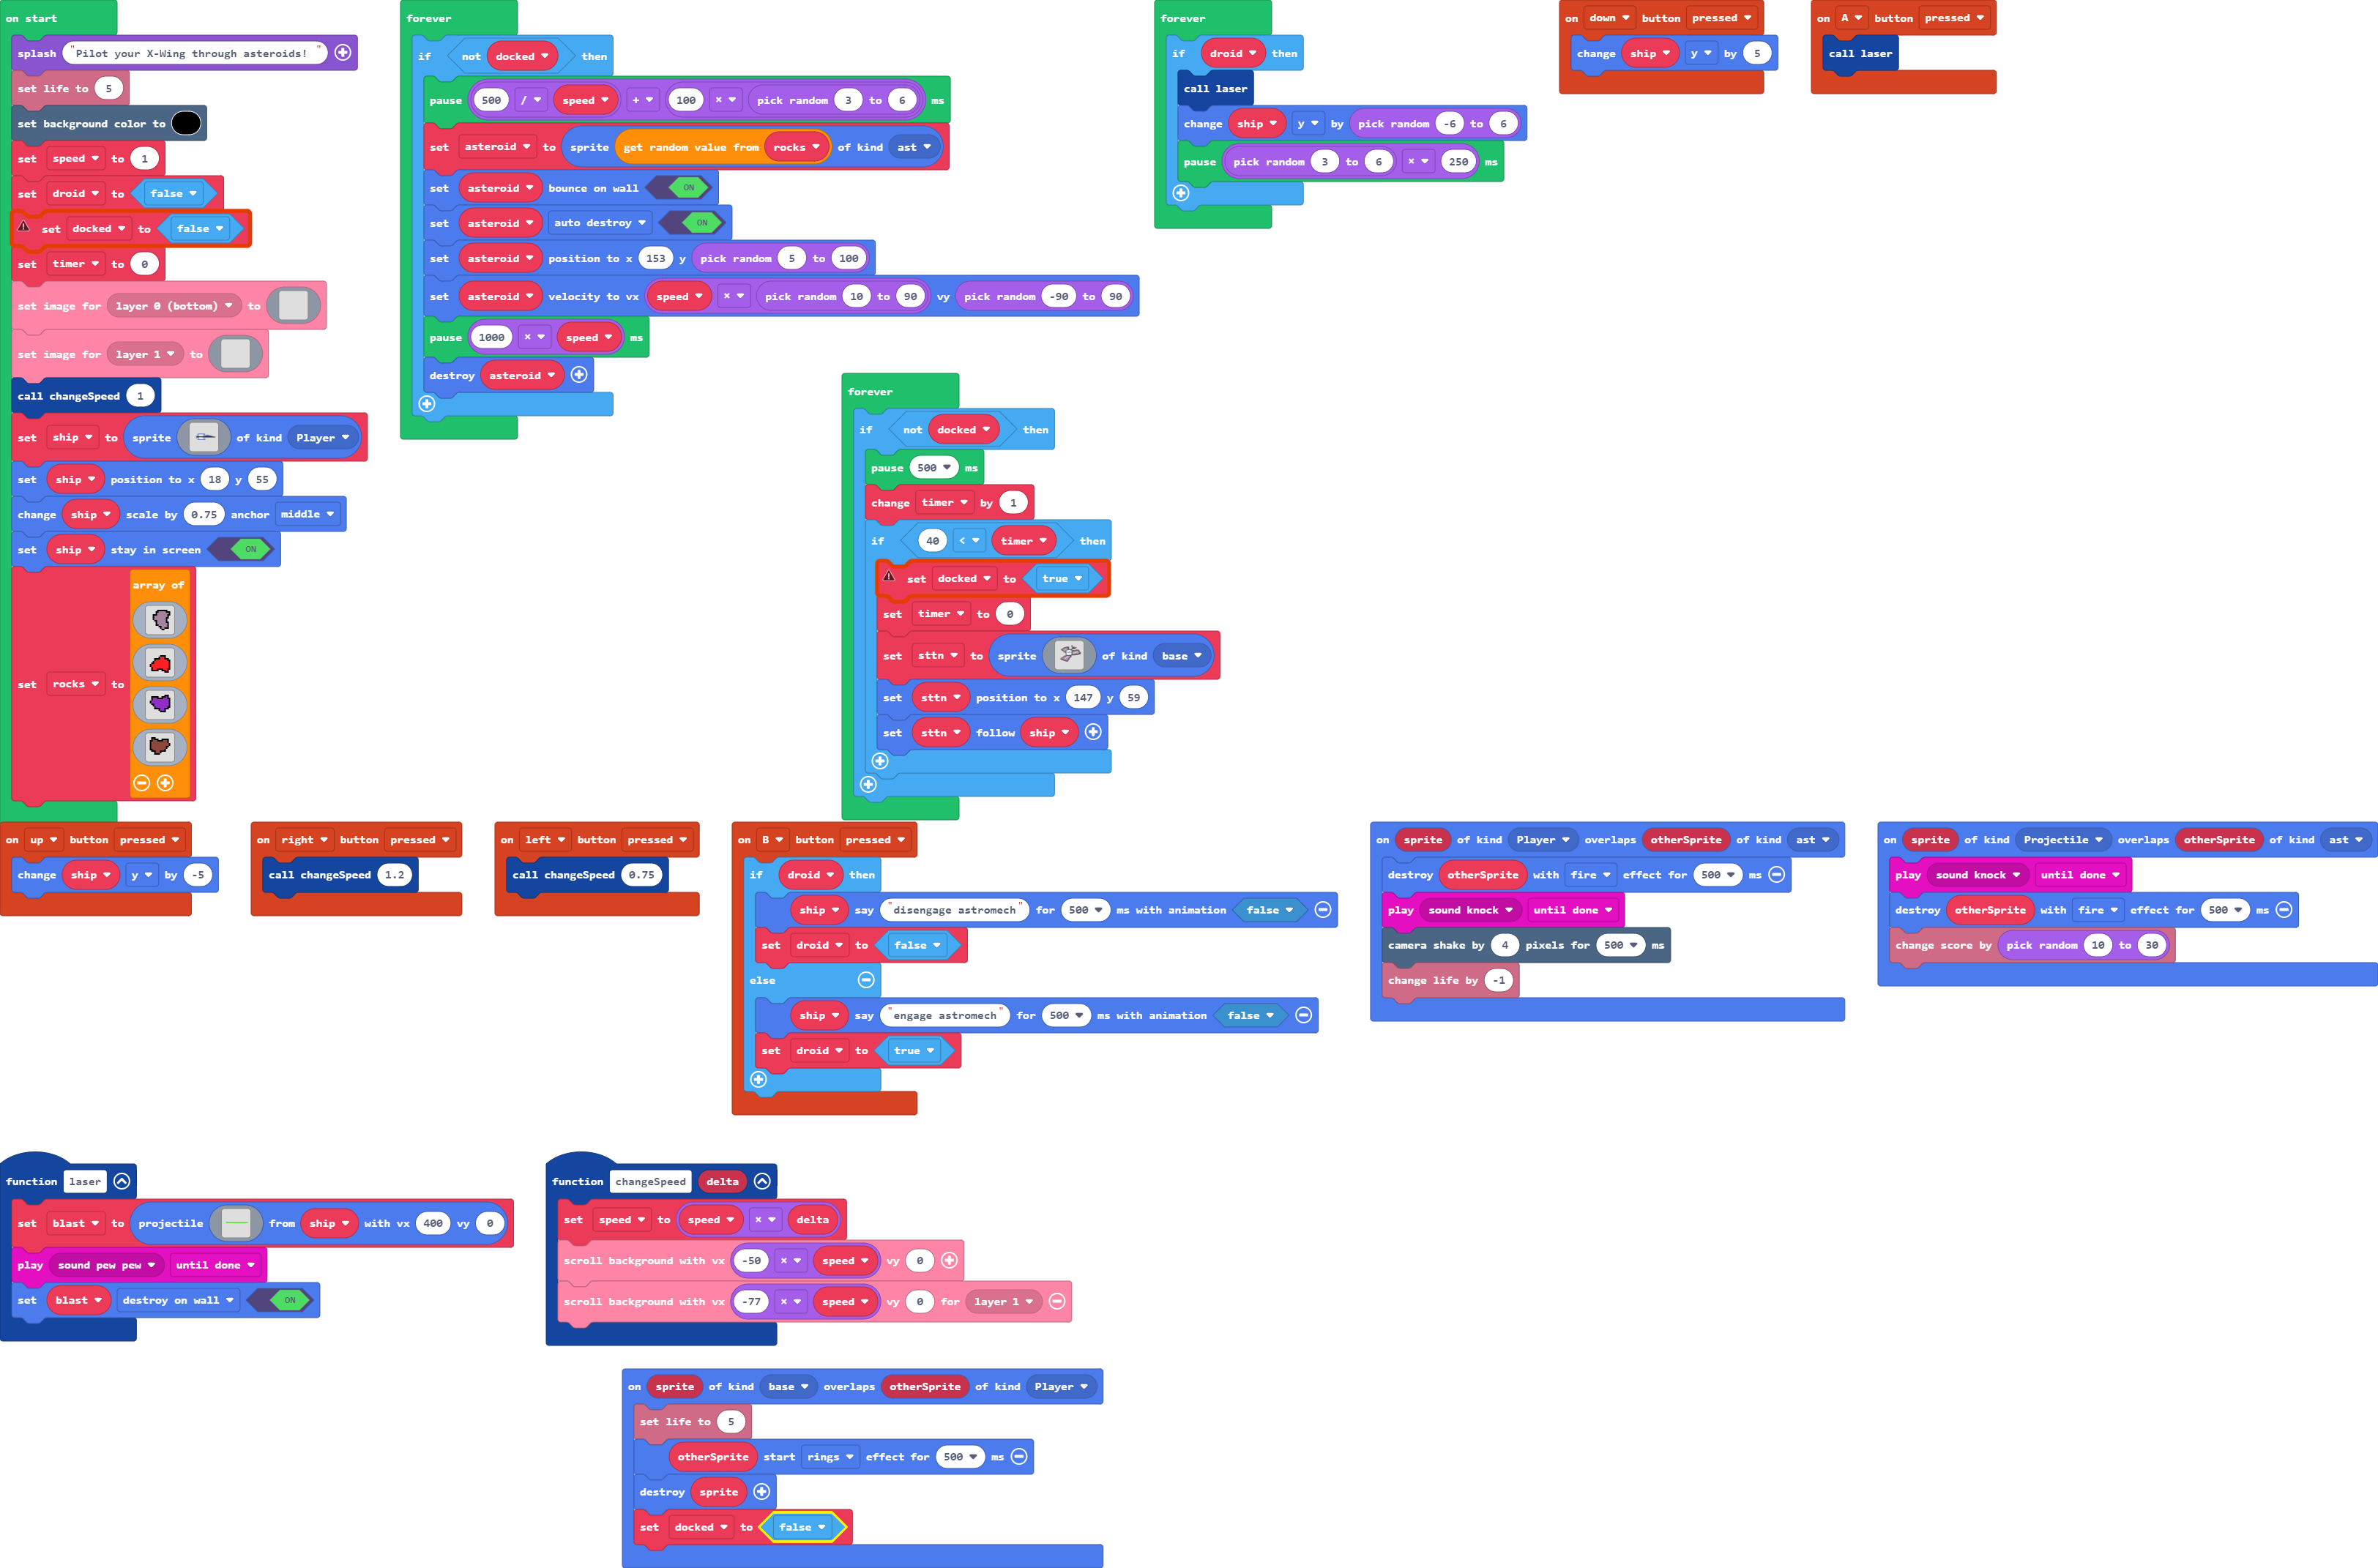 on start
splash "Pilot your X-Wing through asteroids! "
set life to 5
set background color to
set speed to 1
set droid to false
set docked to false
set timer to 0
set image for layer 0 (bottom) to
set image for layer 1 to
call changeSpeed 1
set ship to sprite of kind Player
set ship position to x 18 y 55
change ship scale by 0.75 anchor middle
set ship stay in screen ON
set rocks to array of
forever
if not docked then
pause 500 / speed + 100 × pick random 3 to 6 ms
set asteroid to sprite get random value from rocks of kind ast
set asteroid bounce on wall ON
set asteroid auto destroy ON
set asteroid position to x 153 y pick random 5 to 100
set asteroid velocity to vx speed × pick random 10 to 90 vy pick random -90 to 90
pause 1000 × speed ms
destroy asteroid
forever
if not docked then
pause 500 ms
change timer by 1
if 40 < timer then
set docked to true
set timer to 0
set sttn to sprite of kind base
set sttn position to x 147 y 59
set sttn follow ship
forever
if droid then
call laser
change ship y by pick random -6 to 6
pause pick random 3 to 6 × 250 ms
on down button pressed
change ship y by 5
on A button pressed
call laser
on up button pressed
change ship y by -5
on right button pressed
call changeSpeed 1.2
on left button pressed
call changeSpeed 0.75
on B button pressed
if droid then
ship say "disengage astromech" for 500 ms with animation false
set droid to false
else
ship say "engage astromech" for 500 ms with animation false
set droid to true
on sprite of kind Player overlaps otherSprite of kind ast
destroy otherSprite with fire effect for 500 ms
play sound knock until done
camera shake by 4 pixels for 500 ms
change life by -1
on sprite of kind Projectile overlaps otherSprite of kind ast
play sound knock until done
destroy otherSprite with fire effect for 500 ms
change score by pick random 10 to 30
function laser
set blast to projectile from ship with vx 400 vy 0
play sound pew pew until done
set blast destroy on wall ON
function changeSpeed delta
set speed to speed × delta
scroll background with vx -50 × speed vy 0
scroll background with vx -77 × speed vy 0 for layer 1
on sprite of kind base overlaps otherSprite of kind Player
set life to 5
otherSprite start rings effect for 500 ms
destroy sprite
set docked to false